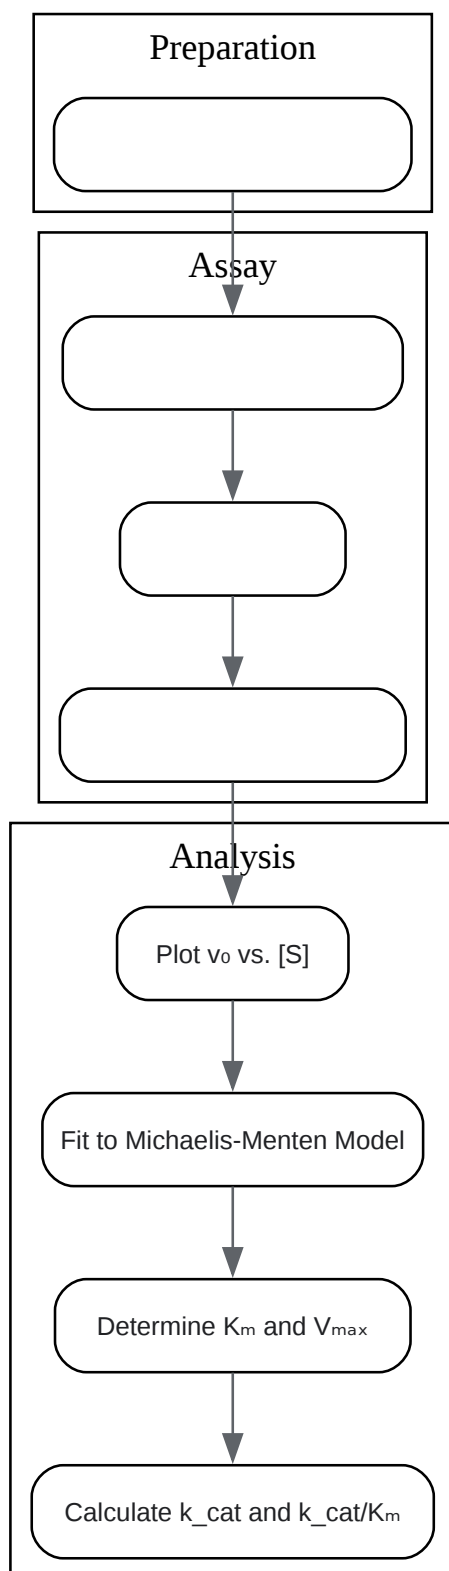 Preparation
Assay
Analysis
Plot v₀ vs. [S]
Fit to Michaelis-Menten Model
Determine Kₘ and Vₘₐₓ
Calculate k_cat and k_cat/Kₘ